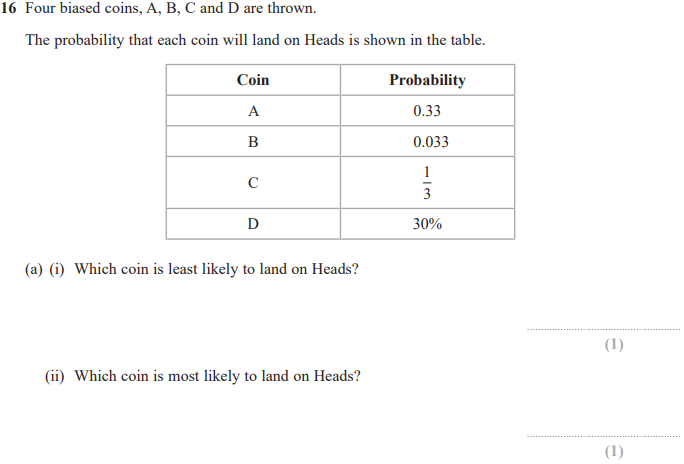 16 Four biased coins, A, B, C and D are thrown.
The probability that each coin will land on Heads is shown in the table.
Coin Probability
A 0.33
B 0.033
C 1/3
D 30%
(a) (i) Which coin is least likely to land on Heads?
(1)
(ii) Which coin is most likely to land on Heads?
(1)